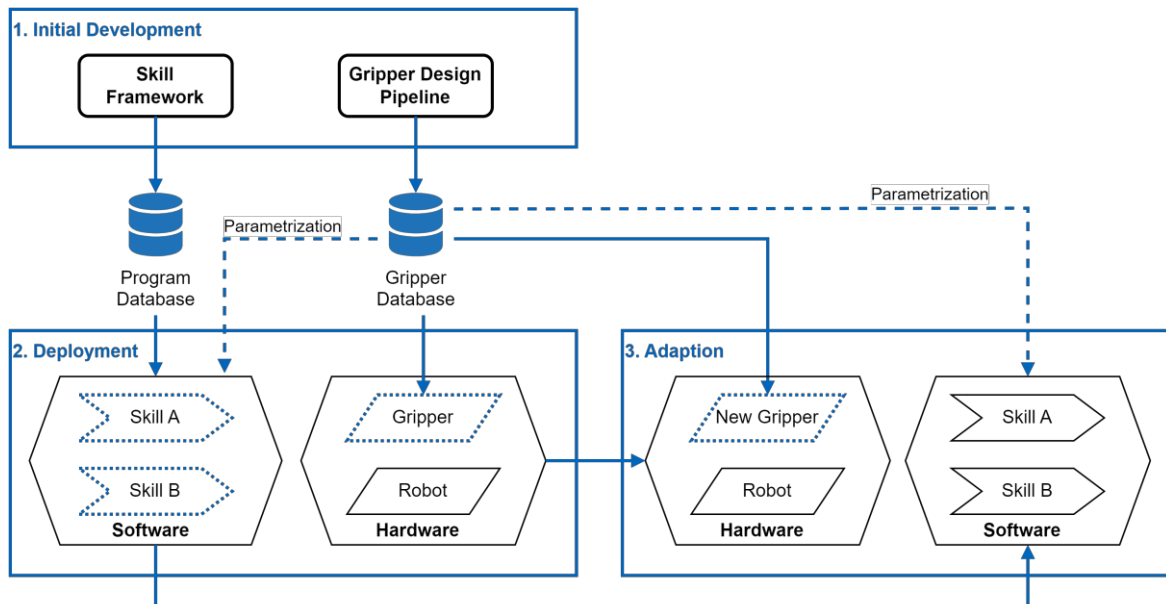 1. Initial Development
Skill
Framework
Gripper Design
Pipeline
Parametrization
Parametrization
Program
Database
Gripper
Database
2. Deployment
Skill A
Skill B
Software
Gripper
Robot
Hardware
3. Adaption
New Gripper
Robot
Hardware
Skill A
Skill B
Software